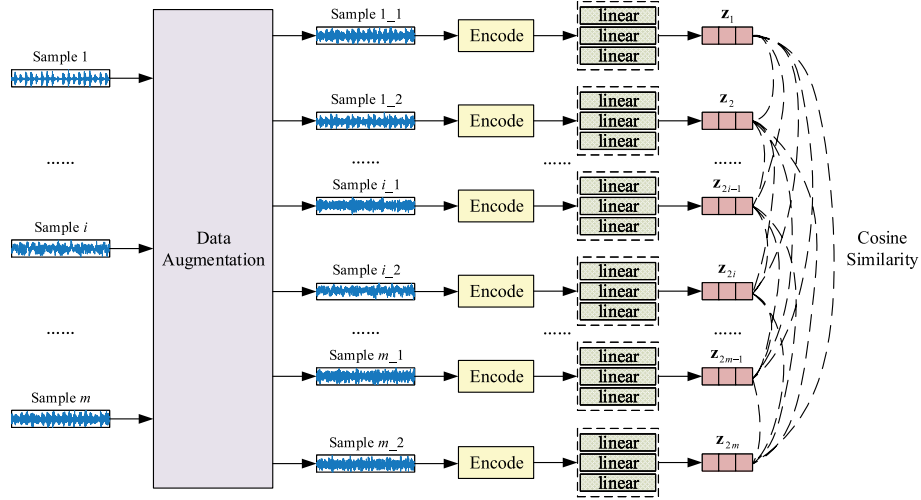 Sample 1
......
Sample i
......
Sample m
Data
Augmentation
Sample 1_1
Encode
linear
linear
linear
z1
Sample 1_2
Encode
linear
linear
linear
z2
......
......
......
Sample i_1
Encode
linear
linear
linear
z2i−1
Sample i_2
Encode
linear
linear
linear
z2i
......
......
......
Sample m_1
Encode
linear
linear
linear
z2m−1
Sample m_2
Encode
linear
linear
linear
z2m
Cosine
Similarity